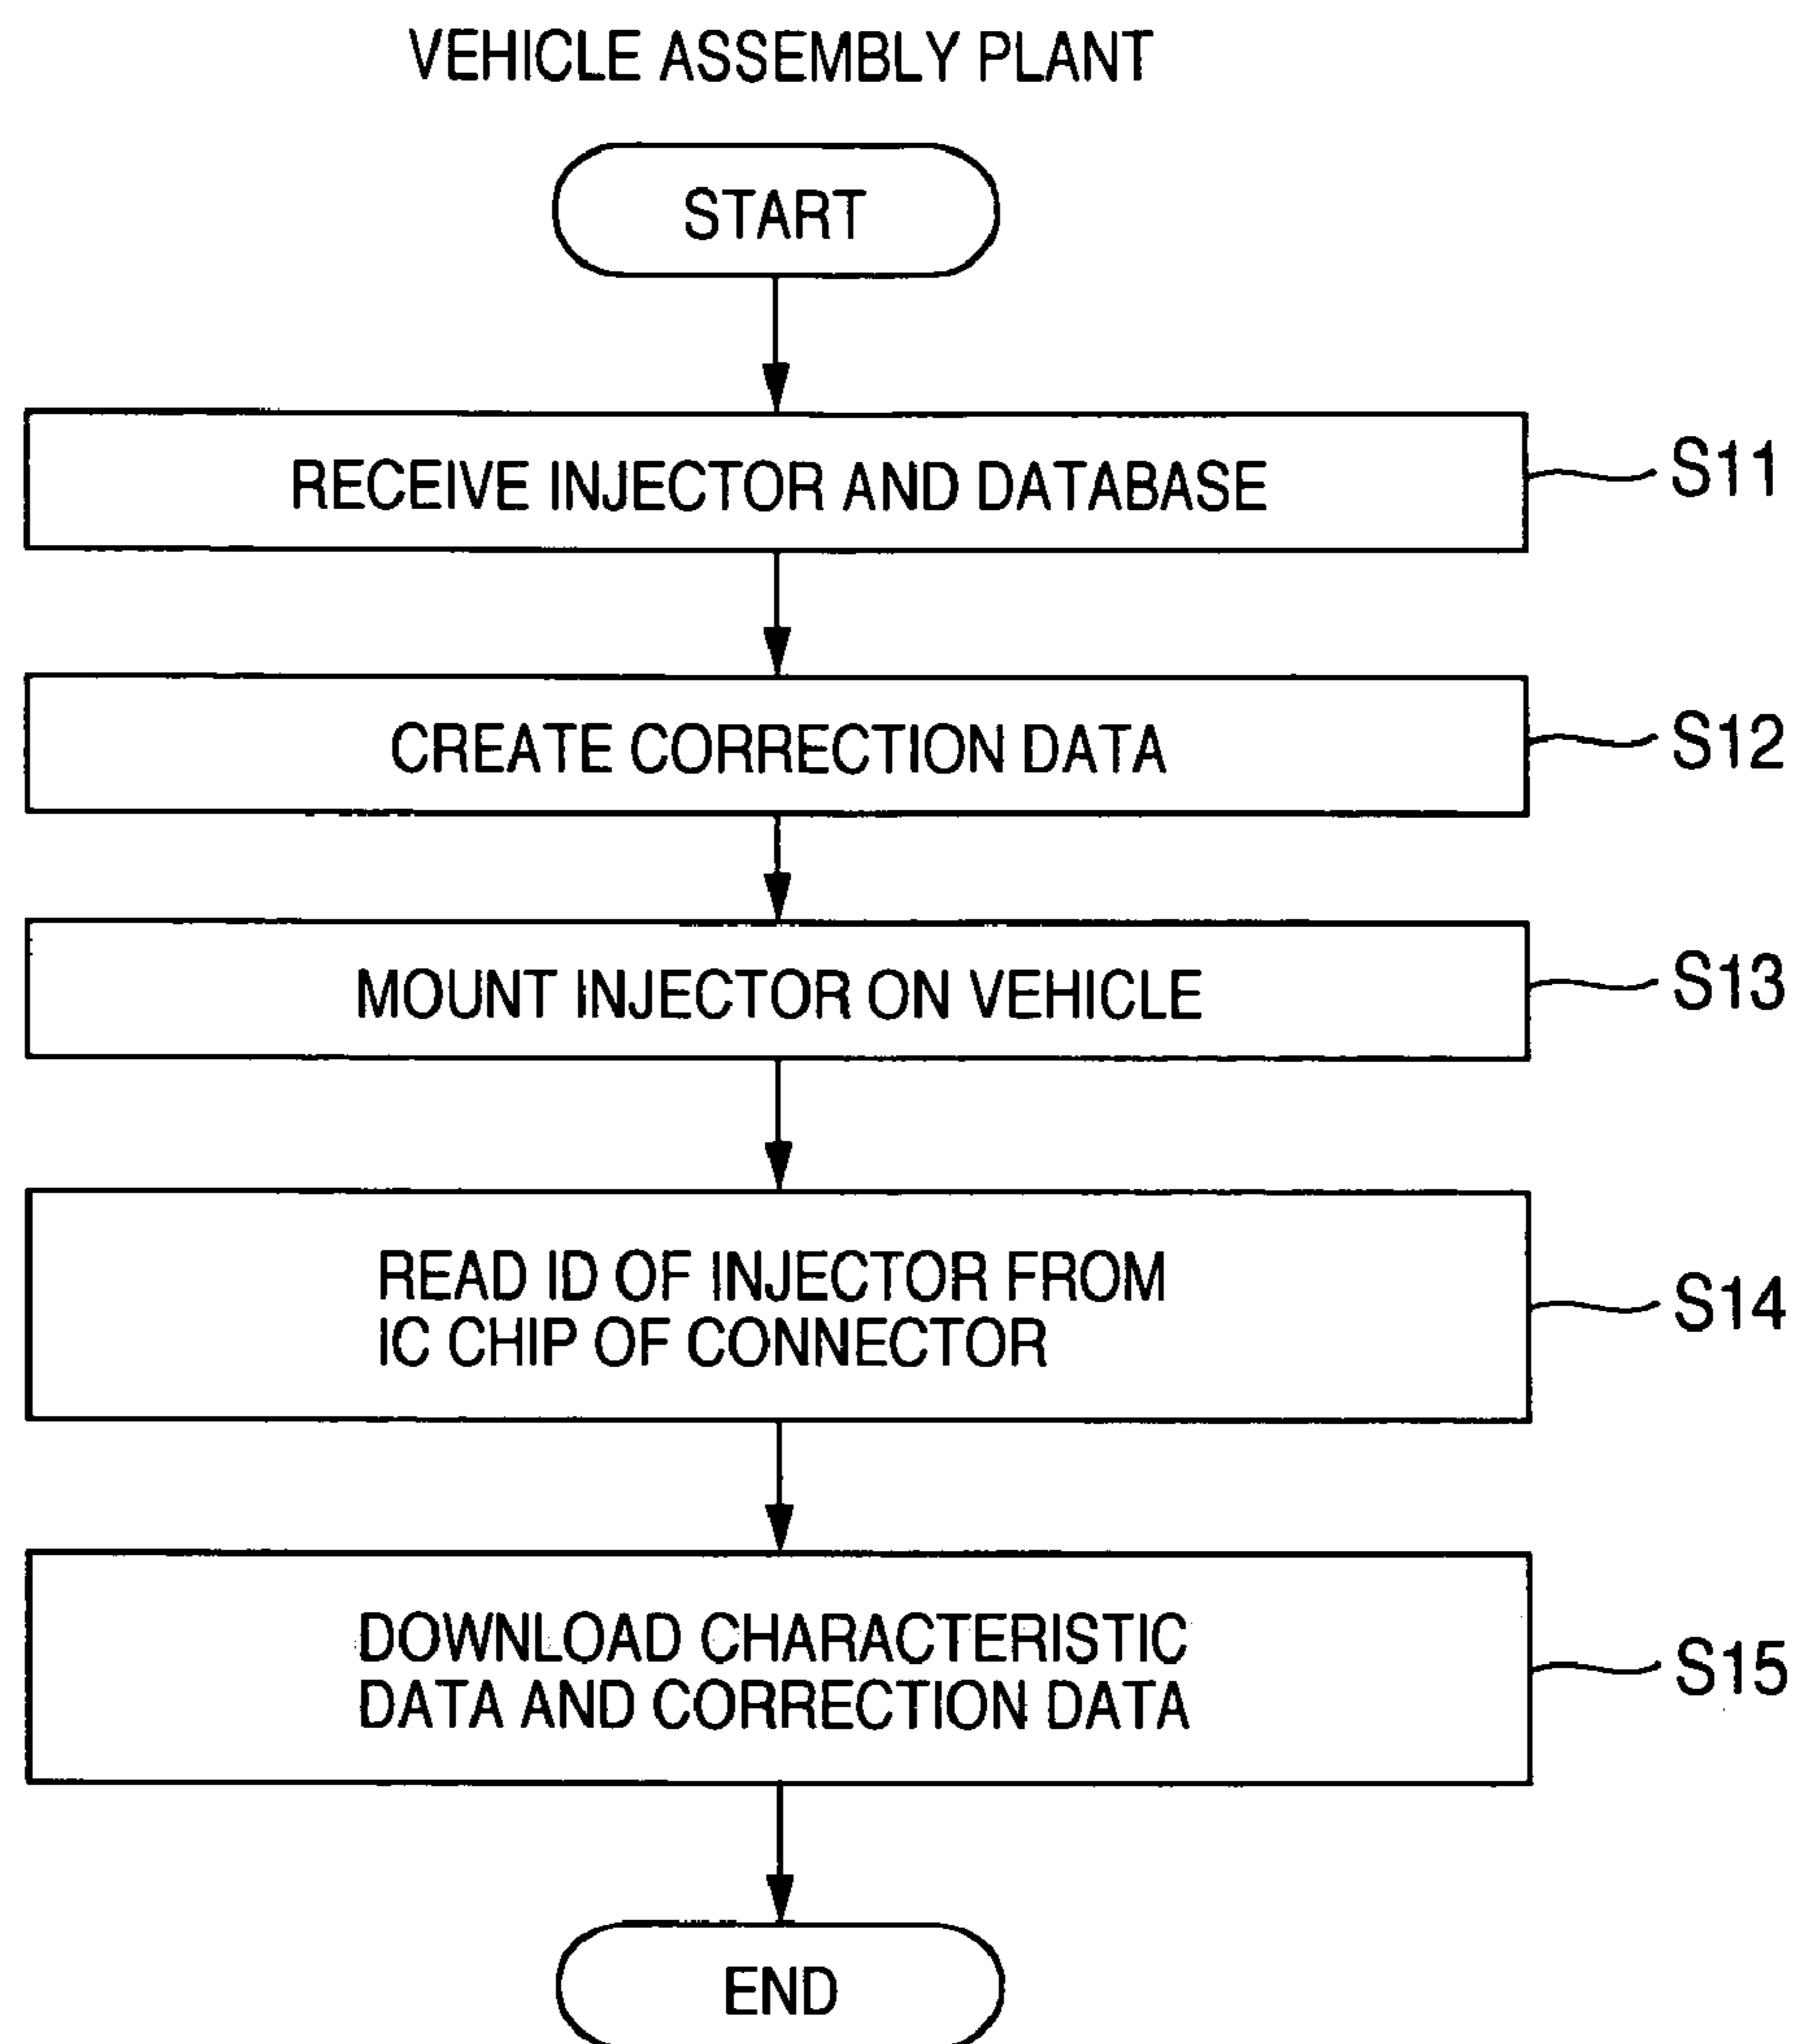 VEHICLE ASSEMBLY PLANT
START
RECEIVE INJECTOR AND DATABASE
S11
CREATE CORRECTION DATA
S12
MOUNT INJECTOR ON VEHICLE
S13
READ ID OF INJECTOR FROM
IC CHIP OF CONNECTOR
S14
DOWNLOAD CHARACTERISTIC
DATA AND CORRECTION DATA
S15
END